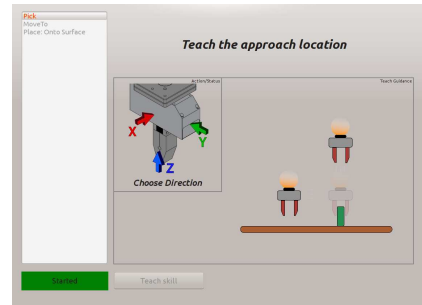 Pick
MoveTo
Place: Onto Surface
Teach the approach location
Action/Status
Teach Guidance
X
Y
Z
Choose Direction
Started
Teach skill